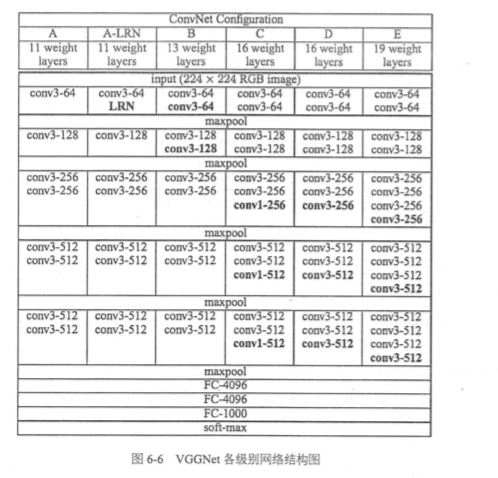 ConvNet Configuration
A A-LRN B C D E
11 weight layers 11 weight layers 13 weight layers 16 weight layers 16 weight layers 19 weight layers
input (224 × 224 RGB image)
conv3-64 conv3-64 conv3-64 conv3-64 conv3-64 conv3-64
LRN conv3-64 conv3-64 conv3-64 conv3-64
maxpool
conv3-128 conv3-128 conv3-128 conv3-128 conv3-128 conv3-128
conv3-128 conv3-128 conv3-128 conv3-128
maxpool
conv3-256 conv3-256 conv3-256 conv3-256 conv3-256 conv3-256
conv3-256 conv3-256 conv3-256 conv3-256 conv3-256 conv3-256
conv1-256 conv3-256 conv3-256
conv3-256
maxpool
conv3-512 conv3-512 conv3-512 conv3-512 conv3-512 conv3-512
conv3-512 conv3-512 conv3-512 conv3-512 conv3-512 conv3-512
conv1-512 conv3-512 conv3-512
conv3-512
maxpool
conv3-512 conv3-512 conv3-512 conv3-512 conv3-512 conv3-512
conv3-512 conv3-512 conv3-512 conv3-512 conv3-512 conv3-512
conv1-512 conv3-512 conv3-512
conv3-512
maxpool
FC-4096
FC-4096
FC-1000
soft-max
图 6-6 VGGNet 各级别网络结构图